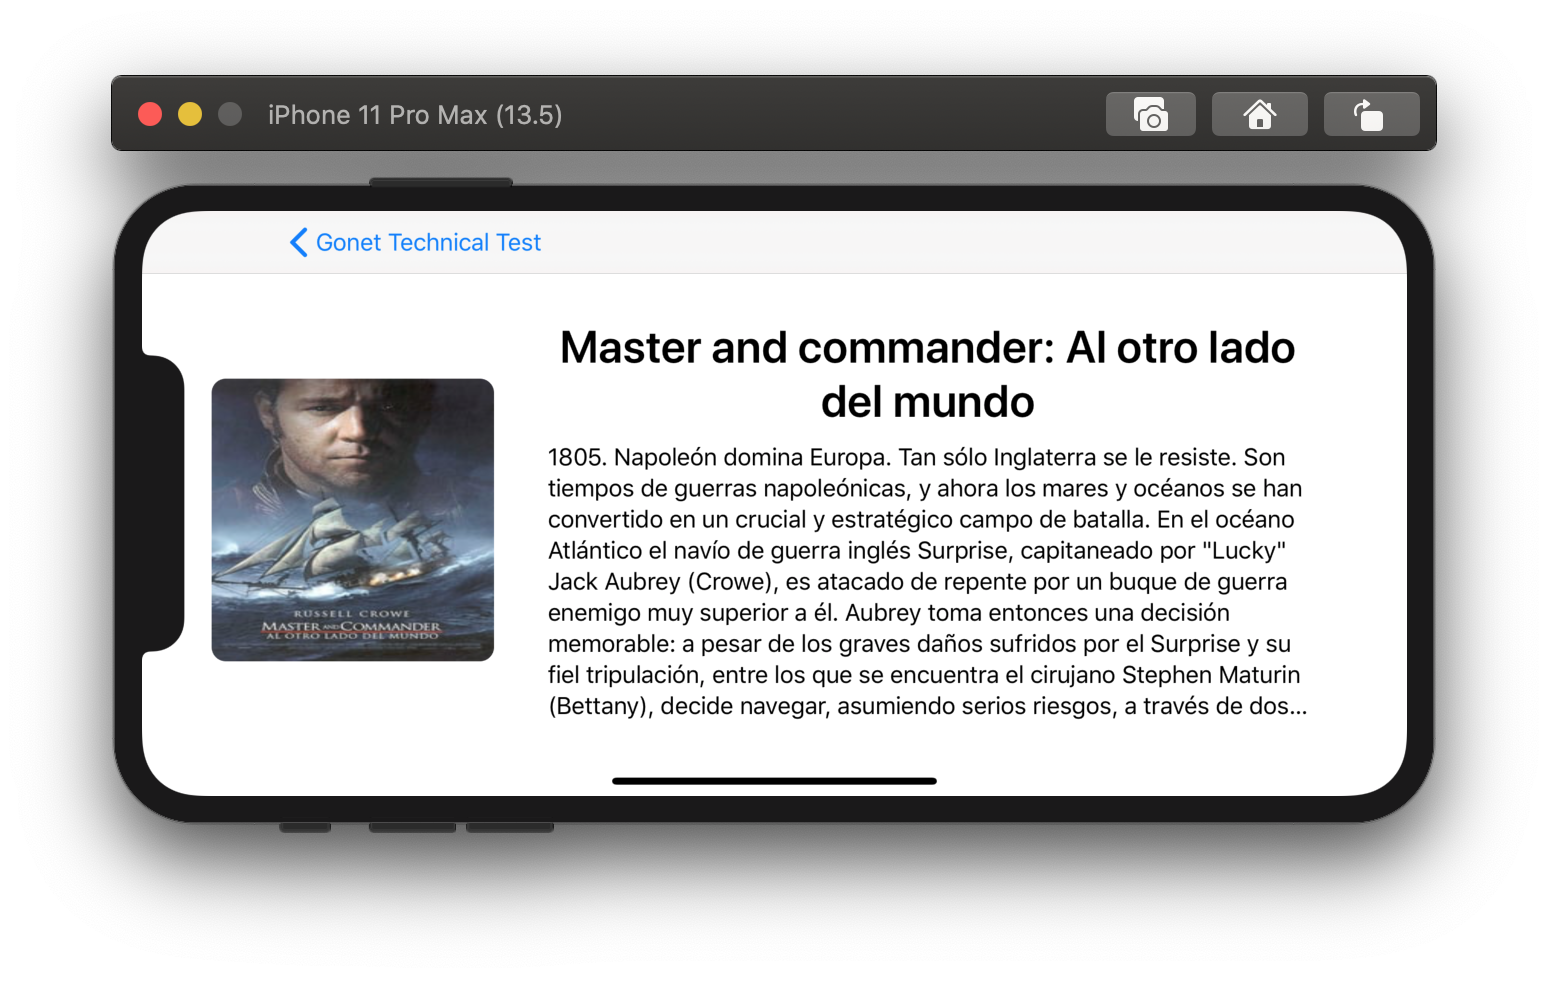 iPhone 11 Pro Max (13.5)
Gonet Technical Test
Master and commander: Al otro lado
del mundo
1805. Napoleón domina Europa. Tan sólo Inglaterra se le resiste. Son
tiempos de guerras napoleónicas, y ahora los mares y océanos se han
convertido en un crucial y estratégico campo de batalla. En el océano
Atlántico el navío de guerra inglés Surprise, capitaneado por "Lucky"
Jack Aubrey (Crowe), es atacado de repente por un buque de guerra
enemigo muy superior a él. Aubrey toma entonces una decisión
memorable: a pesar de los graves daños sufridos por el Surprise y su
fiel tripulación, entre los que se encuentra el cirujano Stephen Maturin
(Bettany), decide navegar, asumiendo serios riesgos, a través de dos...
RUSSELL CROWE
MASTER AND COMMANDER
AL OTRO LADO DEL MUNDO